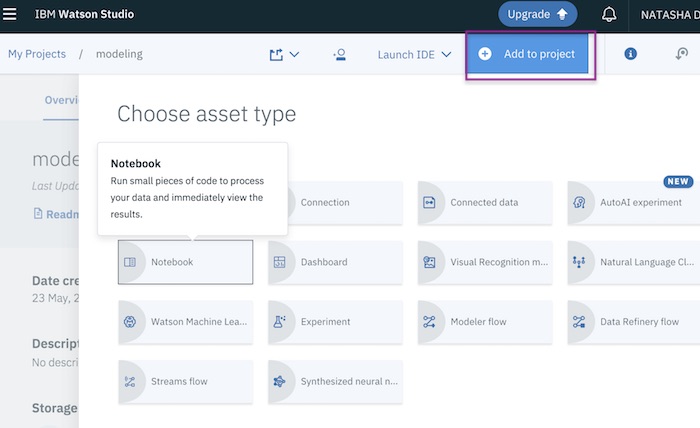 IBM Watson Studio
Upgrade
NATASHA D
My Projects / modeling
Launch IDE
Add to project
Overvi
Choose asset type
mode
Last Upda
Readm
Notebook
Run small pieces of code to process
your data and immediately view the
results.
Connection
Connected data
NEW
AutoAI experiment
Notebook
Dashboard
Visual Recognition m...
Natural Language Cl...
Date cre
23 May, 2
Watson Machine Lea...
Experiment
Modeler flow
Data Refinery flow
Descript
No descri
Streams flow
Synthesized neural n...
Storage